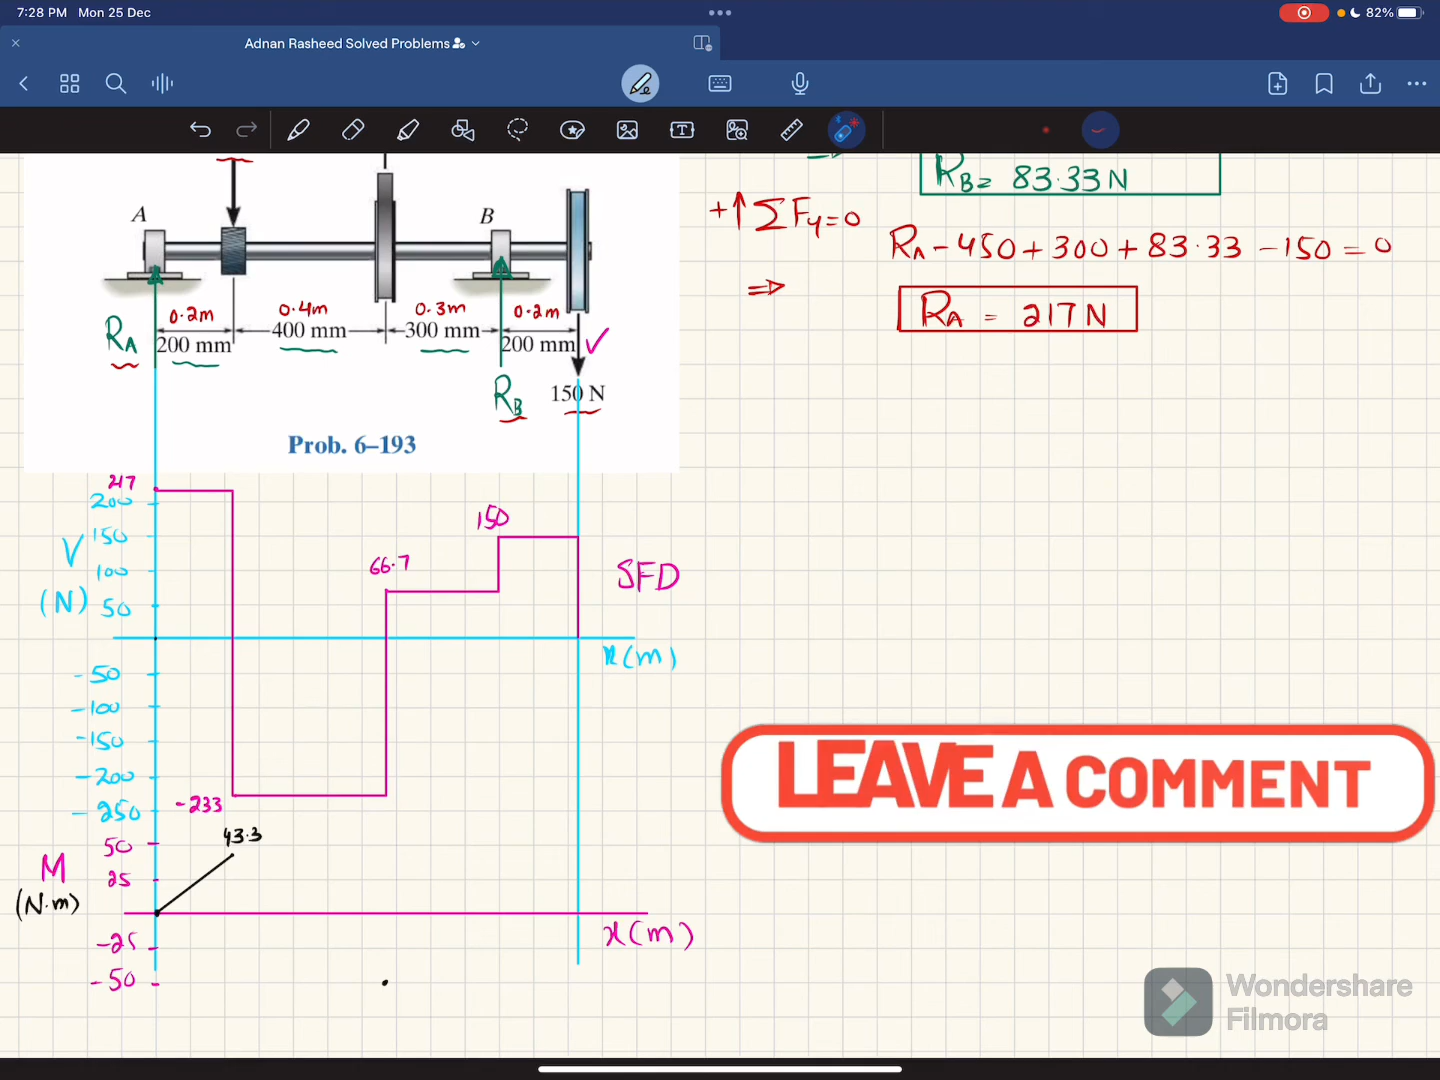 7:28 PM Mon 25 Dec
82%
Adnan Rasheed Solved Problems
RB= 83.33 N
+↑ ΣFy=0
RA - 450 + 300 + 83.33 - 150 = 0
⇒
RA = 217 N
A
B
0.2m 0.4m 0.3m 0.2m
200 mm 400 mm 300 mm 200 mm
RA
RB
150 N
Prob. 6–193
217
200
150
100
50
V
(N)
-50
-100
-150
-200
-250
-233
66.7
150
SFD
x(m)
43.3
M
(N.m)
50
25
-25
-50
x(m)
LEAVE A COMMENT
Wondershare
Filmora